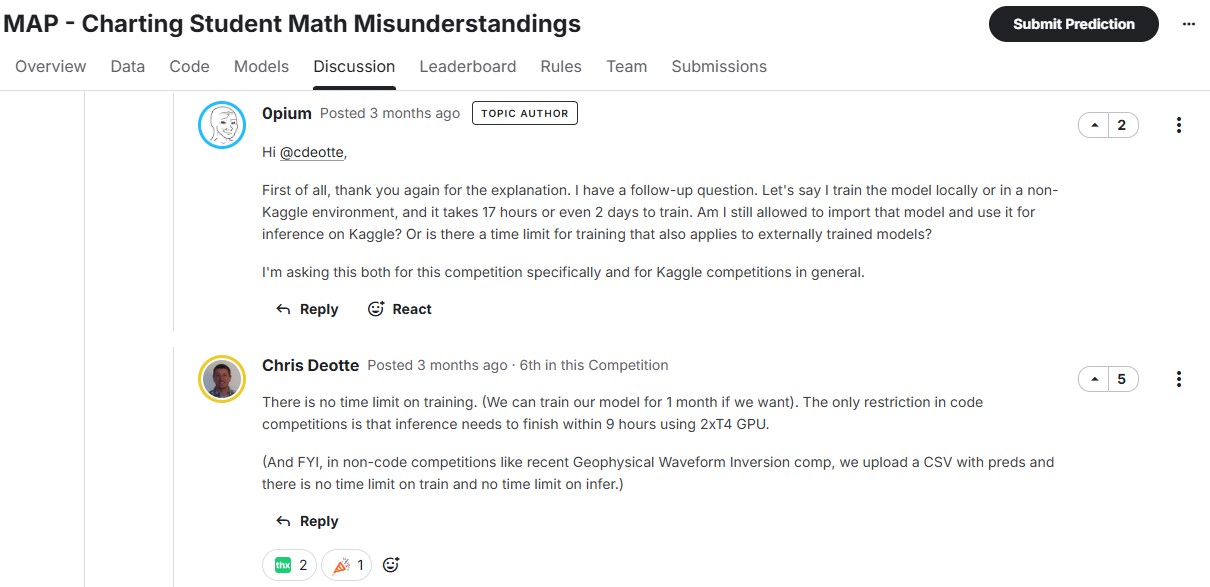 MAP - Charting Student Math Misunderstandings
Submit Prediction
Overview Data Code Models Discussion Leaderboard Rules Team Submissions
0pium Posted 3 months ago TOPIC AUTHOR
2
Hi @cdeotte,
First of all, thank you again for the explanation. I have a follow-up question. Let's say I train the model locally or in a non-
Kaggle environment, and it takes 17 hours or even 2 days to train. Am I still allowed to import that model and use it for
inference on Kaggle? Or is there a time limit for training that also applies to externally trained models?
I'm asking this both for this competition specifically and for Kaggle competitions in general.
Reply React
Chris Deotte Posted 3 months ago · 6th in this Competition
5
There is no time limit on training. (We can train our model for 1 month if we want). The only restriction in code
competitions is that inference needs to finish within 9 hours using 2xT4 GPU.
(And FYI, in non-code competitions like recent Geophysical Waveform Inversion comp, we upload a CSV with preds and
there is no time limit on train and no time limit on infer.)
Reply
thx 2 1